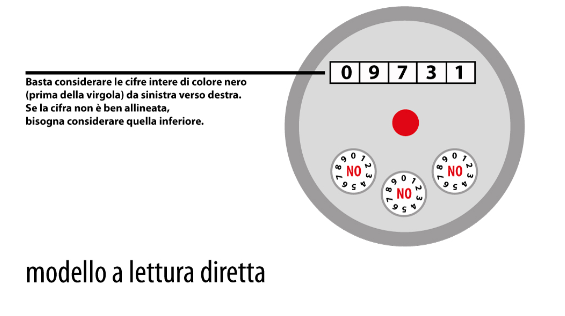 Basta considerare le cifre intere di colore nero
(prima della virgola) da sinistra verso destra.
Se la cifra non è ben allineata,
bisogna considerare quella inferiore.
0 9 7 3 1
0 1 2 3 4 5 6 7 8 9
NO
0 1 2 3 4 5 6 7 8 9
NO
0 1 2 3 4 5 6 7 8 9
NO
modello a lettura diretta